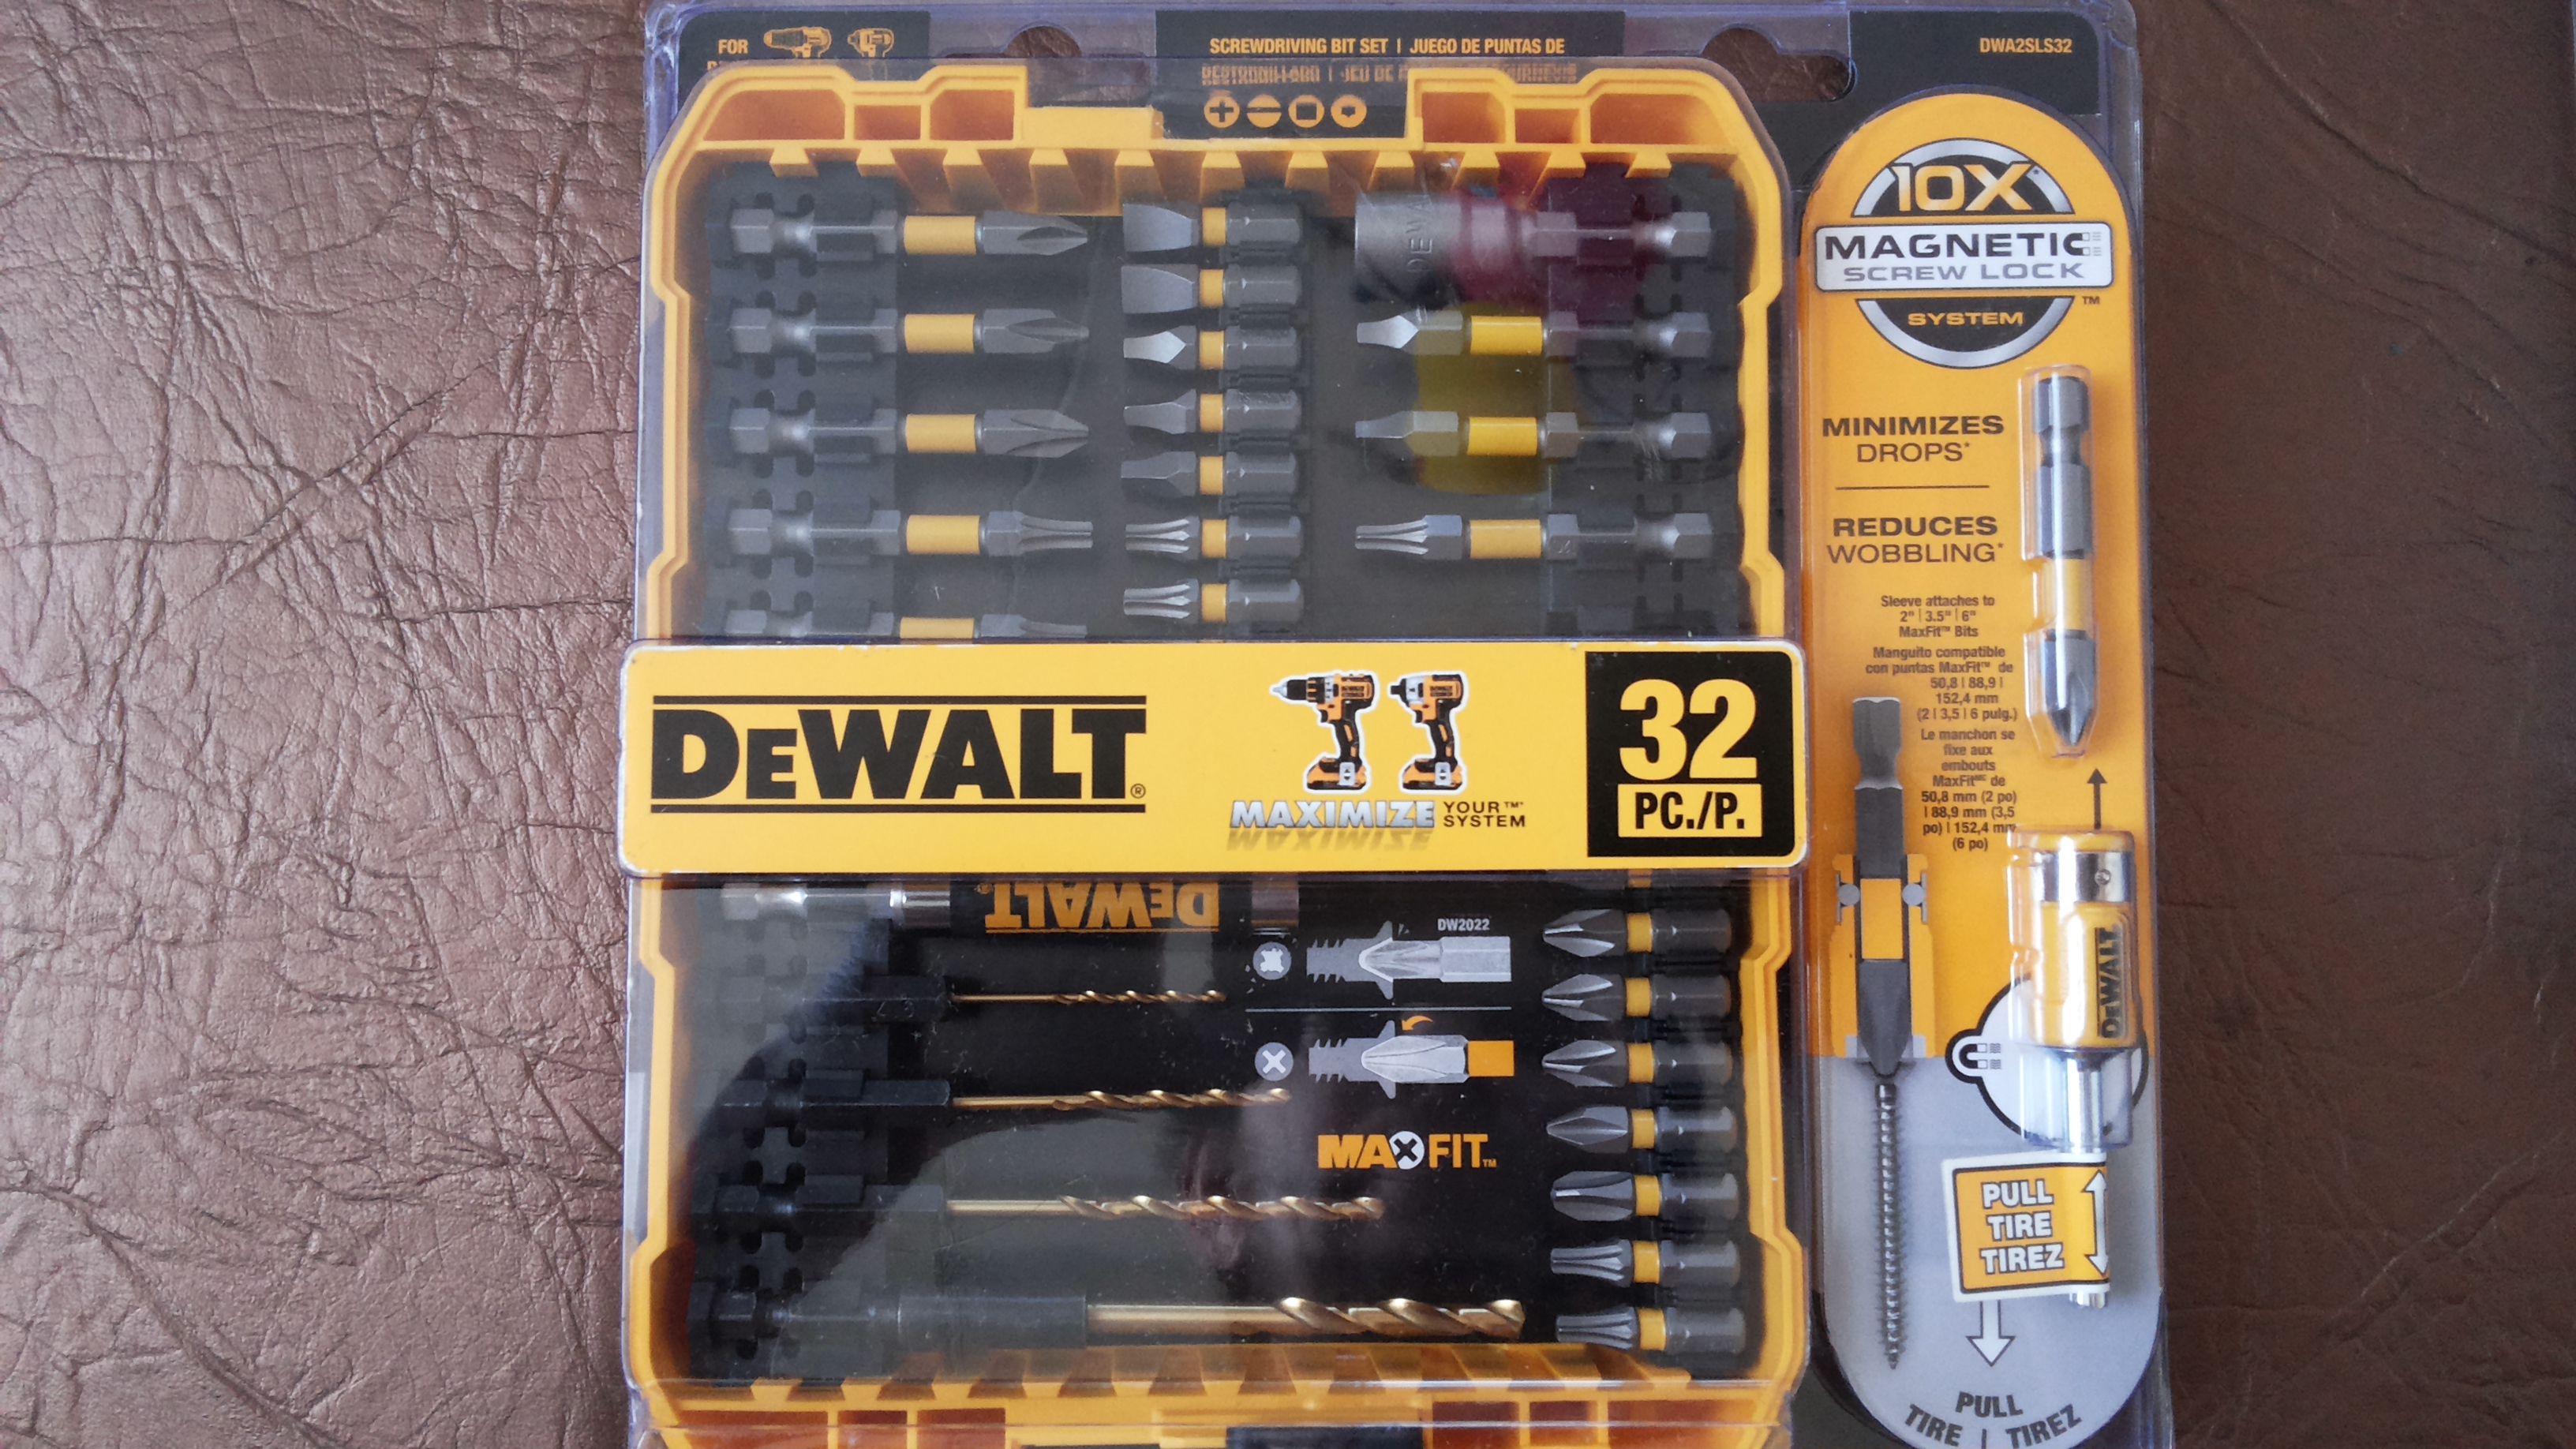 FOR
SCREWDRIVING BIT SET | JUEGO DE PUNTAS DE
DWA2SLS32
10X
MAGNETIC
SCREW LOCK
™
SYSTEM
DEWA
MINIMIZES
DROPS*
REDUCES
WOBBLING*
Sleeve attaches to
2" | 3.5" | 6"
MaxFit™ Bits
Manguito compatible
con puntas MaxFit™ de
50,8 | 88,9 |
152,4 mm
(2 | 3,5 | 6 pulg.)
Le manchon se
fixe aux
embouts
MaxFitᴹᶜ de
50,8 mm (2 po)
| 88,9 mm (3,5
po) | 152,4 mm
(6 po)
DEWALT®
MAXIMIZE YOUR™
SYSTEM
32
PC./P.
DEWALT®
DW2022
MAXFIT™
DEWALT
PULL
TIRE
TIREZ
PULL
TIRE | TIREZ